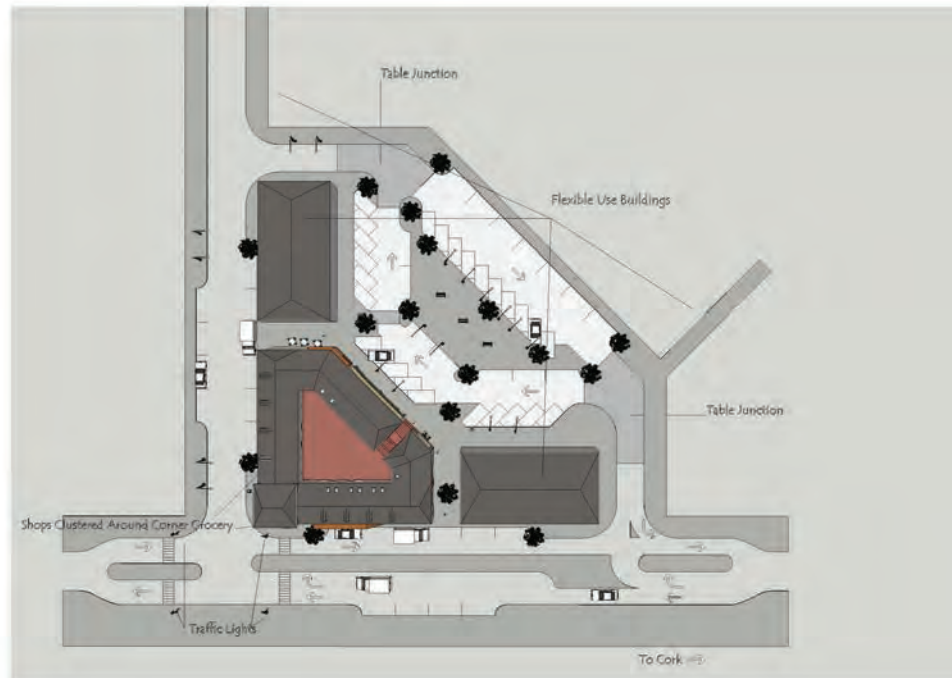 Table Junction
Flexible Use Buildings
Table Junction
Shops Clustered Around Corner Grocery
Traffic Lights
To Cork